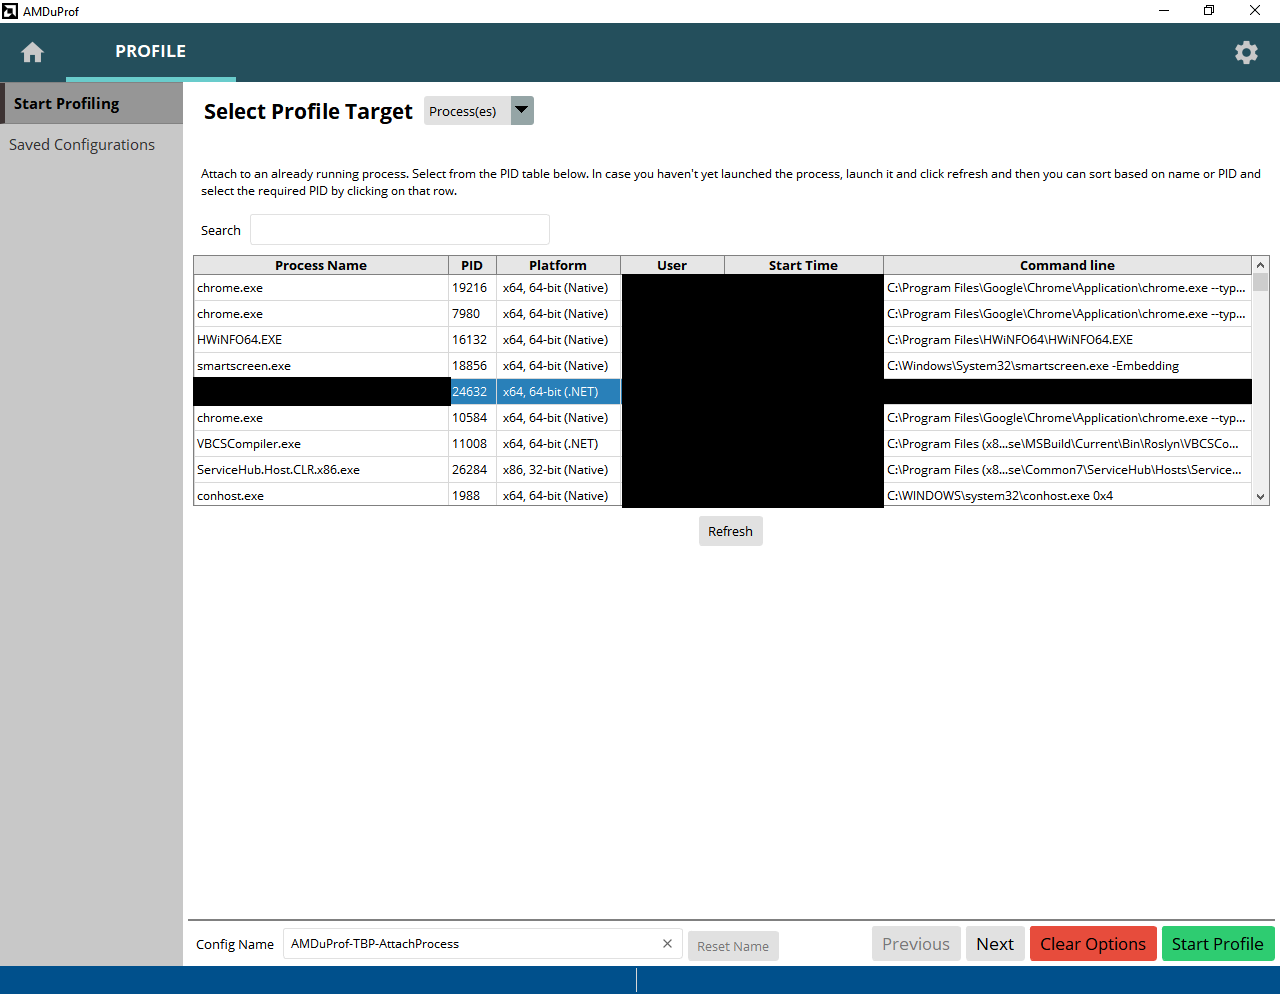 AMDuProf
PROFILE
Start Profiling
Saved Configurations
Select Profile Target Process(es)
Attach to an already running process. Select from the PID table below. In case you haven't yet launched the process, launch it and click refresh and then you can sort based on name or PID and
select the required PID by clicking on that row.
Search
Process Name PID Platform User Start Time Command line
chrome.exe 19216 x64, 64-bit (Native) C:\Program Files\Google\Chrome\Application\chrome.exe --typ...
chrome.exe 7980 x64, 64-bit (Native) C:\Program Files\Google\Chrome\Application\chrome.exe --typ...
HWiNFO64.EXE 16132 x64, 64-bit (Native) C:\Program Files\HWiNFO64\HWiNFO64.EXE
smartscreen.exe 18856 x64, 64-bit (Native) C:\Windows\System32\smartscreen.exe -Embedding
24632 x64, 64-bit (.NET)
chrome.exe 10584 x64, 64-bit (Native) C:\Program Files\Google\Chrome\Application\chrome.exe --typ...
VBCSCompiler.exe 11008 x64, 64-bit (.NET) C:\Program Files (x8...se\MSBuild\Current\Bin\Roslyn\VBCSCo...
ServiceHub.Host.CLR.x86.exe 26284 x86, 32-bit (Native) C:\Program Files (x8...se\Common7\ServiceHub\Hosts\Service...
conhost.exe 1988 x64, 64-bit (Native) C:\WINDOWS\system32\conhost.exe 0x4
Refresh
Config Name AMDuProf-TBP-AttachProcess Reset Name Previous Next Clear Options Start Profile